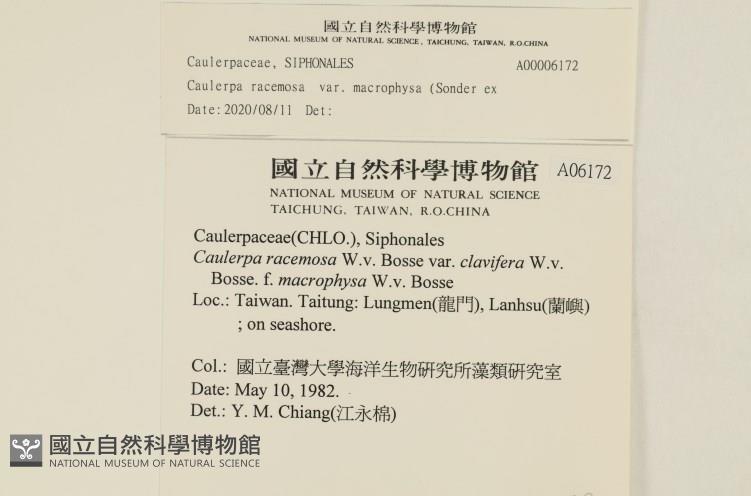 國立自然科學博物館
NATIONAL MUSEUM OF NATURAL SCIENCE, TAICHUNG, TAIWAN, R.O.CHINA
Caulerpaceae, SIPHONALES A00006172
Caulerpa racemosa var. macrophysa (Sonder ex
Date:2020/08/11 Det:
國立自然科學博物館 A06172
NATIONAL MUSEUM OF NATURAL SCIENCE
TAICHUNG, TAIWAN, R.O.CHINA
Caulerpaceae(CHLO.), Siphonales
Caulerpa racemosa W.v. Bosse var. clavifera W.v.
Bosse. f. macrophysa W.v. Bosse
Loc.: Taiwan. Taitung: Lungmen(龍門), Lanhsu(蘭嶼)
; on seashore.
Col.: 國立臺灣大學海洋生物研究所藻類研究室
Date: May 10, 1982.
Det.: Y. M. Chiang(江永棉)
國立自然科學博物館
NATIONAL MUSEUM OF NATURAL SCIENCE